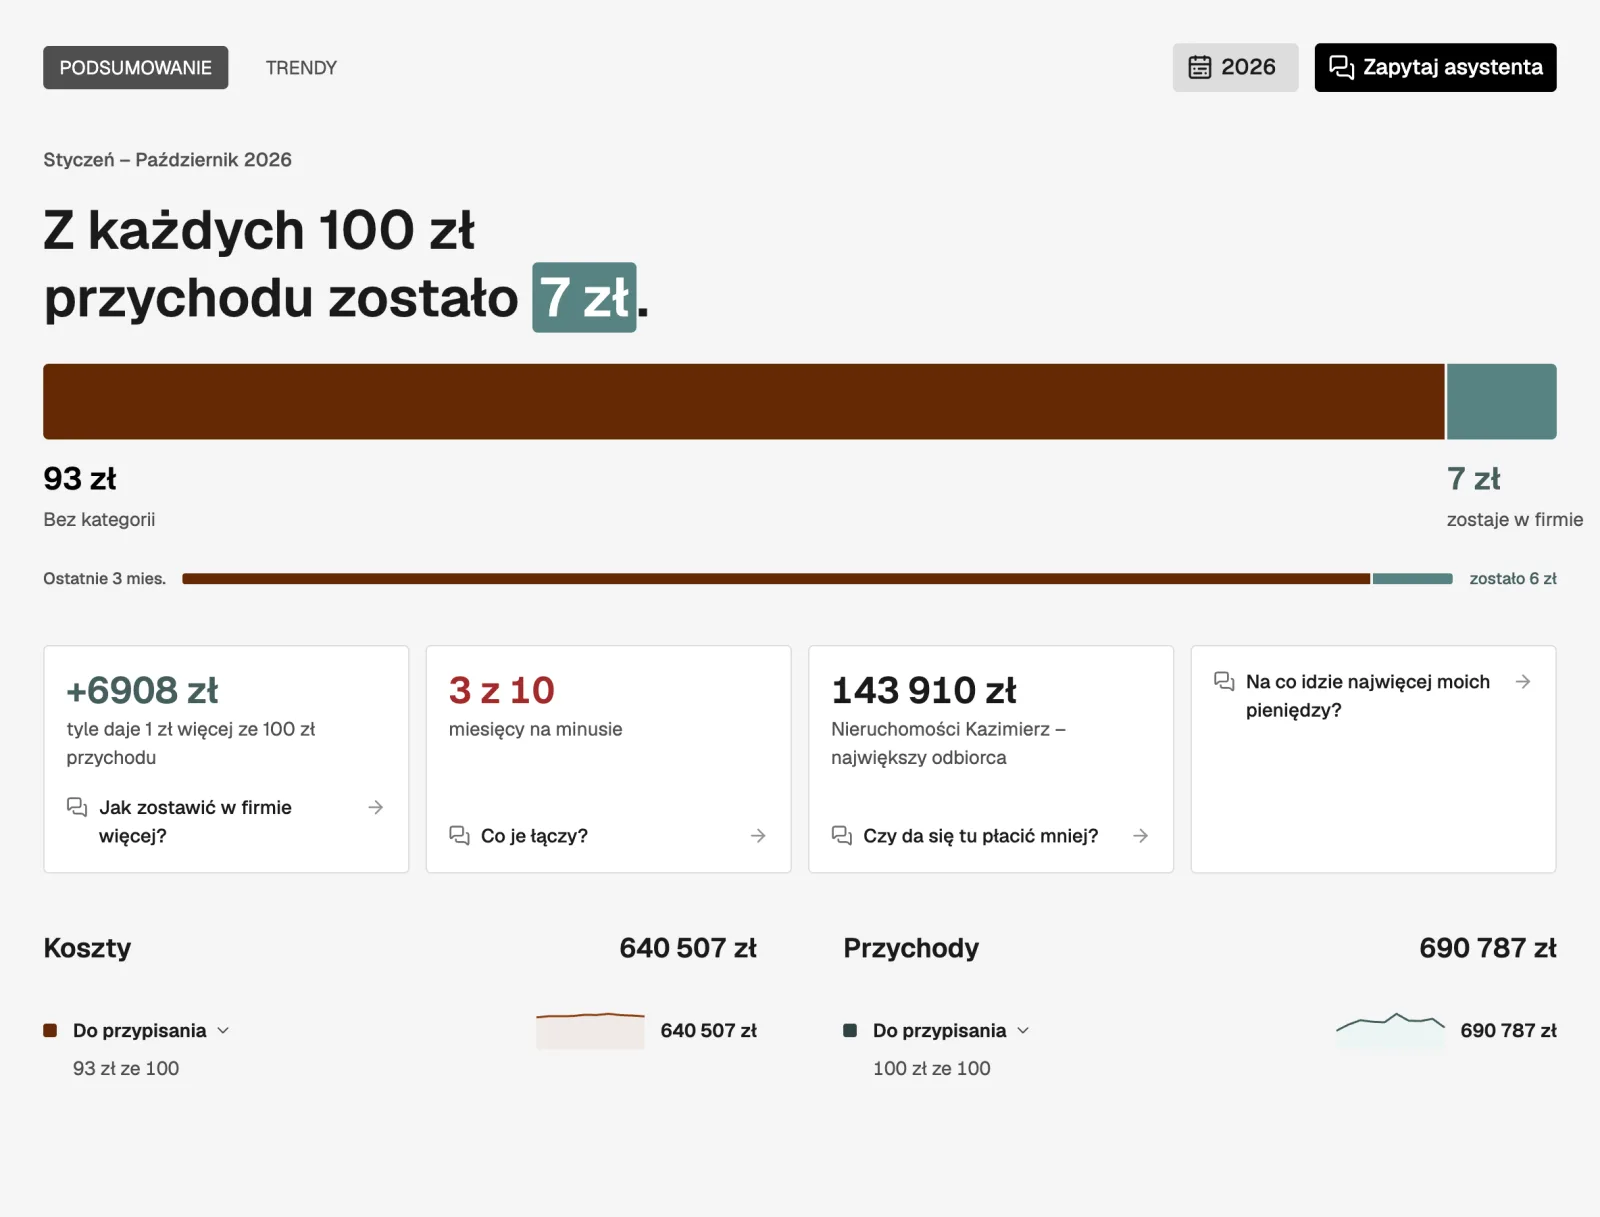 PODSUMOWANIE
TRENDY
2026
Zapytaj asystenta
Styczeń – Październik 2026
Z każdych 100 zł
przychodu zostało 7 zł.
93 zł
Bez kategorii
7 zł
zostaje w firmie
Ostatnie 3 mies.
zostało 6 zł
+6908 zł
tyle daje 1 zł więcej ze 100 zł
przychodu
Jak zostawić w firmie
więcej?
3 z 10
miesięcy na minusie
Co je łączy?
143 910 zł
Nieruchomości Kazimierz –
największy odbiorca
Czy da się tu płacić mniej?
Na co idzie najwięcej moich
pieniędzy?
Koszty
640 507 zł
Do przypisania
640 507 zł
93 zł ze 100
Przychody
690 787 zł
Do przypisania
690 787 zł
100 zł ze 100